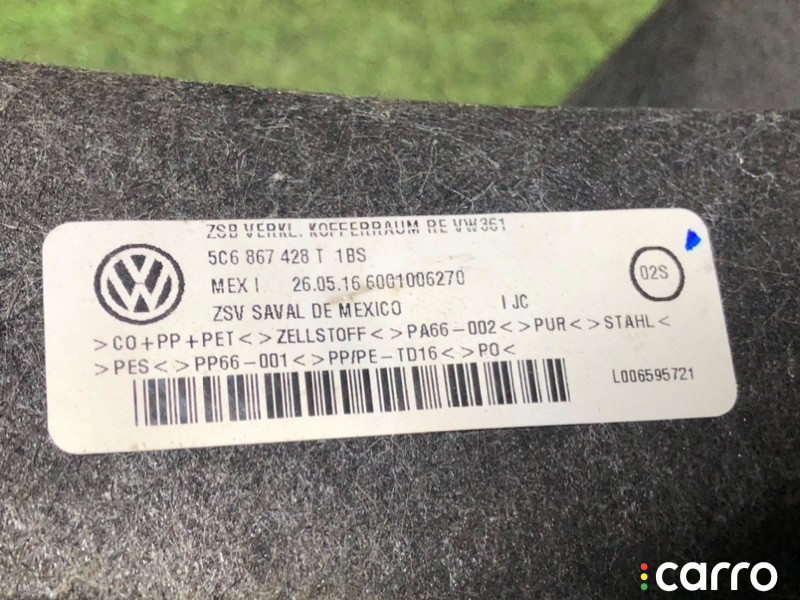 ZSB VERKL. KOFFERRAUM RE VW361
5C6 867 428 T 1BS
MEX I 26.05.16 6001006270
02S
ZSV SAVAL DE MEXICO I JC
>CO+PP+PET<>ZELLSTOFF<>PA66-002<>PUR<>STAHL<
>PES<>PP66-001<>PP/PE-TD16<>PO<
L006595721
carro